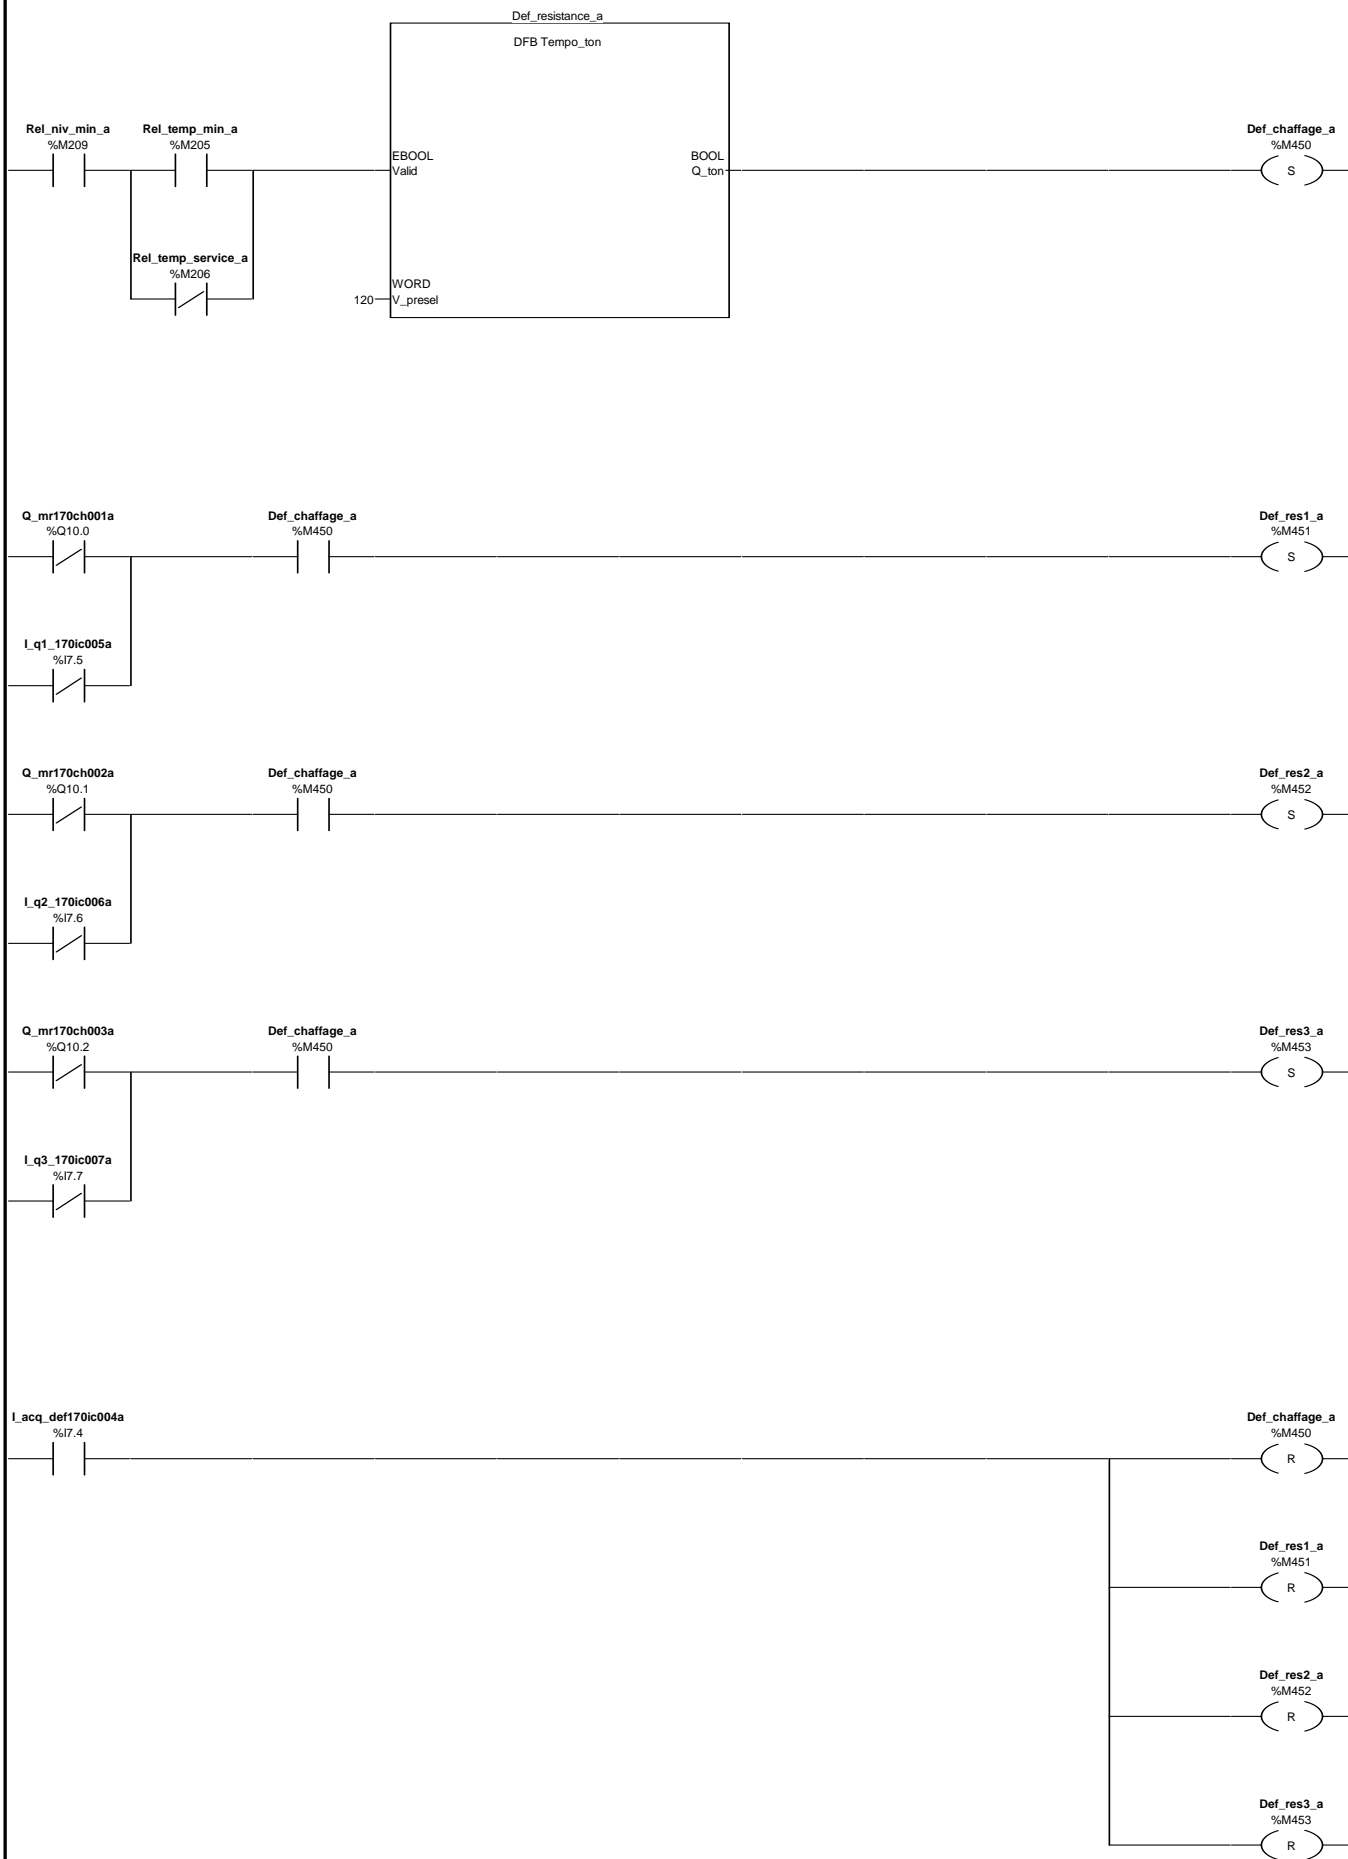 Def_resistance_a
DFB Tempo_ton
Rel_niv_min_a
%M209
Rel_temp_min_a
%M205
EBOOL
Valid
BOOL
Q_ton
Def_chaffage_a
%M450
S
Rel_temp_service_a
%M206
WORD
120
V_presel
Q_mr170ch001a
%Q10.0
Def_chaffage_a
%M450
Def_res1_a
%M451
S
I_q1_170ic005a
%I7.5
Q_mr170ch002a
%Q10.1
Def_chaffage_a
%M450
Def_res2_a
%M452
S
I_q2_170ic006a
%I7.6
Q_mr170ch003a
%Q10.2
Def_chaffage_a
%M450
Def_res3_a
%M453
S
I_q3_170ic007a
%I7.7
I_acq_def170ic004a
%I7.4
Def_chaffage_a
%M450
R
Def_res1_a
%M451
R
Def_res2_a
%M452
R
Def_res3_a
%M453
R